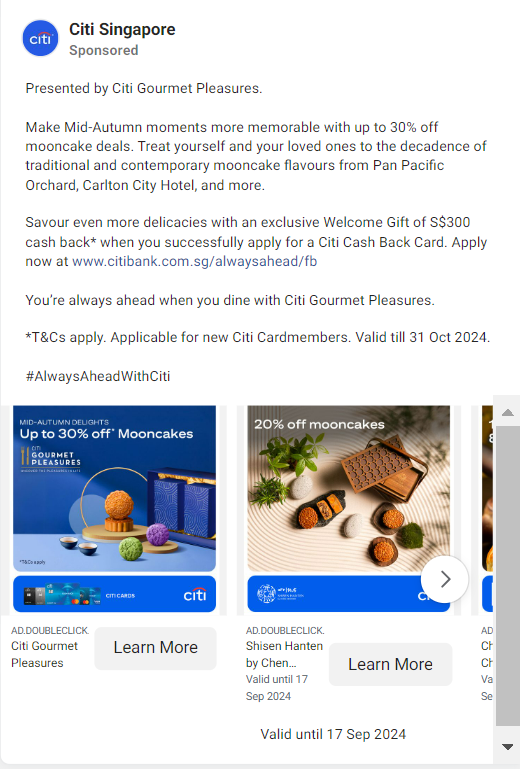 Citi Singapore
Sponsored
Presented by Citi Gourmet Pleasures.
Make Mid-Autumn moments more memorable with up to 30% off
mooncake deals. Treat yourself and your loved ones to the decadence of
traditional and contemporary mooncake flavours from Pan Pacific
Orchard, Carlton City Hotel, and more.
Savour even more delicacies with an exclusive Welcome Gift of S$300
cash back* when you successfully apply for a Citi Cash Back Card. Apply
now at www.citibank.com.sg/alwaysahead/fb
You’re always ahead when you dine with Citi Gourmet Pleasures.
*T&Cs apply. Applicable for new Citi Cardmembers. Valid till 31 Oct 2024.
#AlwaysAheadWithCiti
MID-AUTUMN DELIGHTS
Up to 30% off* Mooncakes
CITI
GOURMET
PLEASURES
*T&Cs apply
CITI CARDS
citi
20% off mooncakes
AD.DOUBLECLICK.
Citi Gourmet
Pleasures
Learn More
AD.DOUBLECLICK.
Shisen Hanten
by Chen...
Valid until 17
Sep 2024
Learn More
AD
Ch
Ch
Va
Se
Valid until 17 Sep 2024